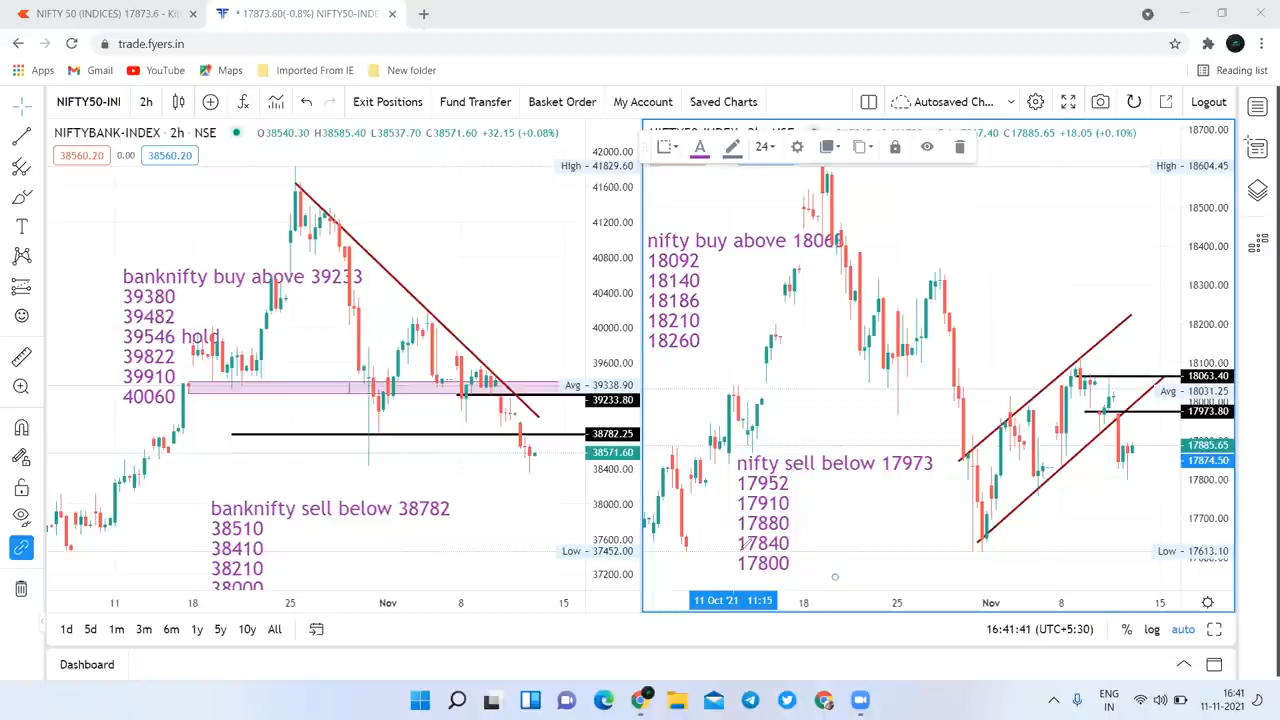 NIFTY 50 (INDICES) 17873.6 - Kit
* 17873.60(-0.8%) NIFTY50-INDE
trade.fyers.in
Apps
Gmail
YouTube
Maps
Imported From IE
New folder
Reading list
NIFTY50-INI
2h
Exit Positions
Fund Transfer
Basket Order
My Account
Saved Charts
Autosaved Ch...
Logout
NIFTYBANK-INDEX · 2h · NSE
O38540.30 H38585.40 L38537.70 C38571.60 +32.15 (+0.08%)
38560.20
0.00
38560.20
High
41829.60
42000.00
41600.00
41200.00
40800.00
40400.00
40000.00
39600.00
Avg
39338.90
39233.80
38782.25
38571.60
38400.00
38000.00
37600.00
Low
37452.00
37200.00
banknifty buy above 39233
39380
39482
39546 hold
39822
39910
40060
banknifty sell below 38782
38510
38410
38210
38000
11
18
25
Nov
8
15
C17885.65 +18.05 (+0.10%)
24
18700.00
High
18604.45
18500.00
18400.00
18300.00
18200.00
18100.00
18063.40
Avg
18031.25
17973.80
17885.65
17874.50
17800.00
17700.00
Low
17613.10
nifty buy above 1806
18092
18140
18186
18210
18260
nifty sell below 17973
17952
17910
17880
17840
17800
11 Oct '21 11:15
18
25
Nov
8
15
1d
5d
1m
3m
6m
1y
5y
10y
All
16:41:41 (UTC+5:30)
%
log
auto
Dashboard
ENG
IN
16:41
11-11-2021